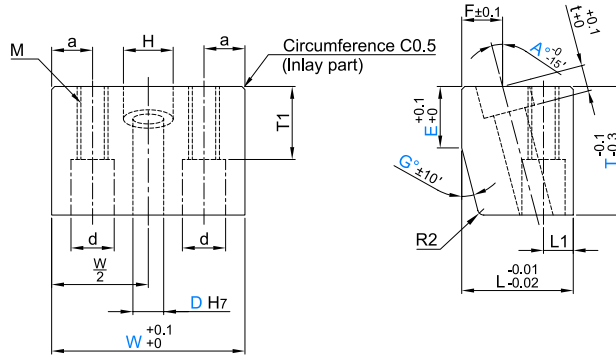 a
H
a
M
Circumference C0.5
(Inlay part)
T1
d
d
W
2
D H7
W +0.1
+0
F±0.1
A° -0
-15′
t +0.1
+0
E +0.1
+0
G° ±10′
T -0.1
-0.3
R2
L1
L -0.01
-0.02